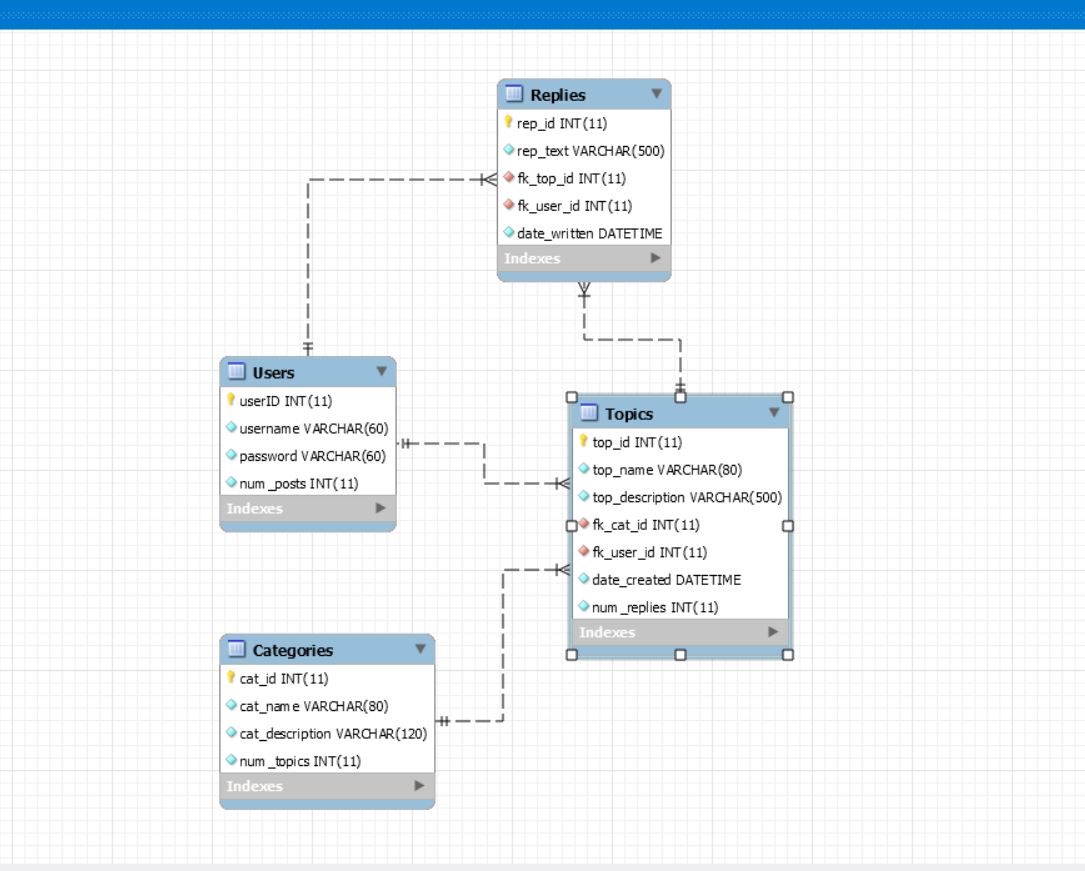 Replies
rep_id INT(11)
rep_text VARCHAR(500)
fk_top_id INT(11)
fk_user_id INT(11)
date_written DATETIME
Indexes
Users
userID INT(11)
username VARCHAR(60)
password VARCHAR(60)
num_posts INT(11)
Indexes
Topics
top_id INT(11)
top_name VARCHAR(80)
top_description VARCHAR(500)
fk_cat_id INT(11)
fk_user_id INT(11)
date_created DATETIME
num_replies INT(11)
Indexes
Categories
cat_id INT(11)
cat_name VARCHAR(80)
cat_description VARCHAR(120)
num_topics INT(11)
Indexes